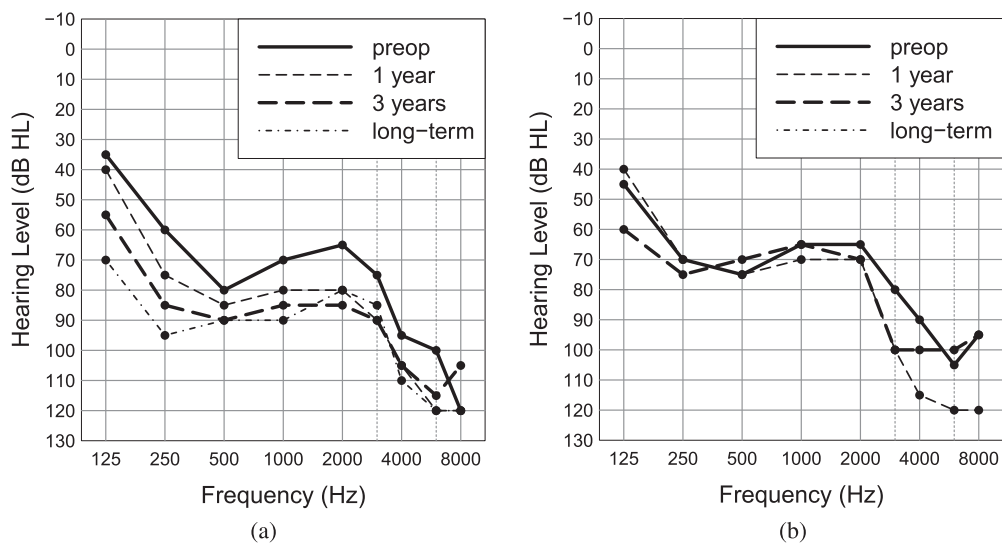 −10
0
10
20
30
40
50
60
70
80
90
100
110
120
130
Hearing Level (dB HL)
preop
1 year
3 years
long−term
125 250 500 1000 2000 4000 8000
Frequency (Hz)
(a)
−10
0
10
20
30
40
50
60
70
80
90
100
110
120
130
Hearing Level (dB HL)
preop
1 year
3 years
long−term
125 250 500 1000 2000 4000 8000
Frequency (Hz)
(b)